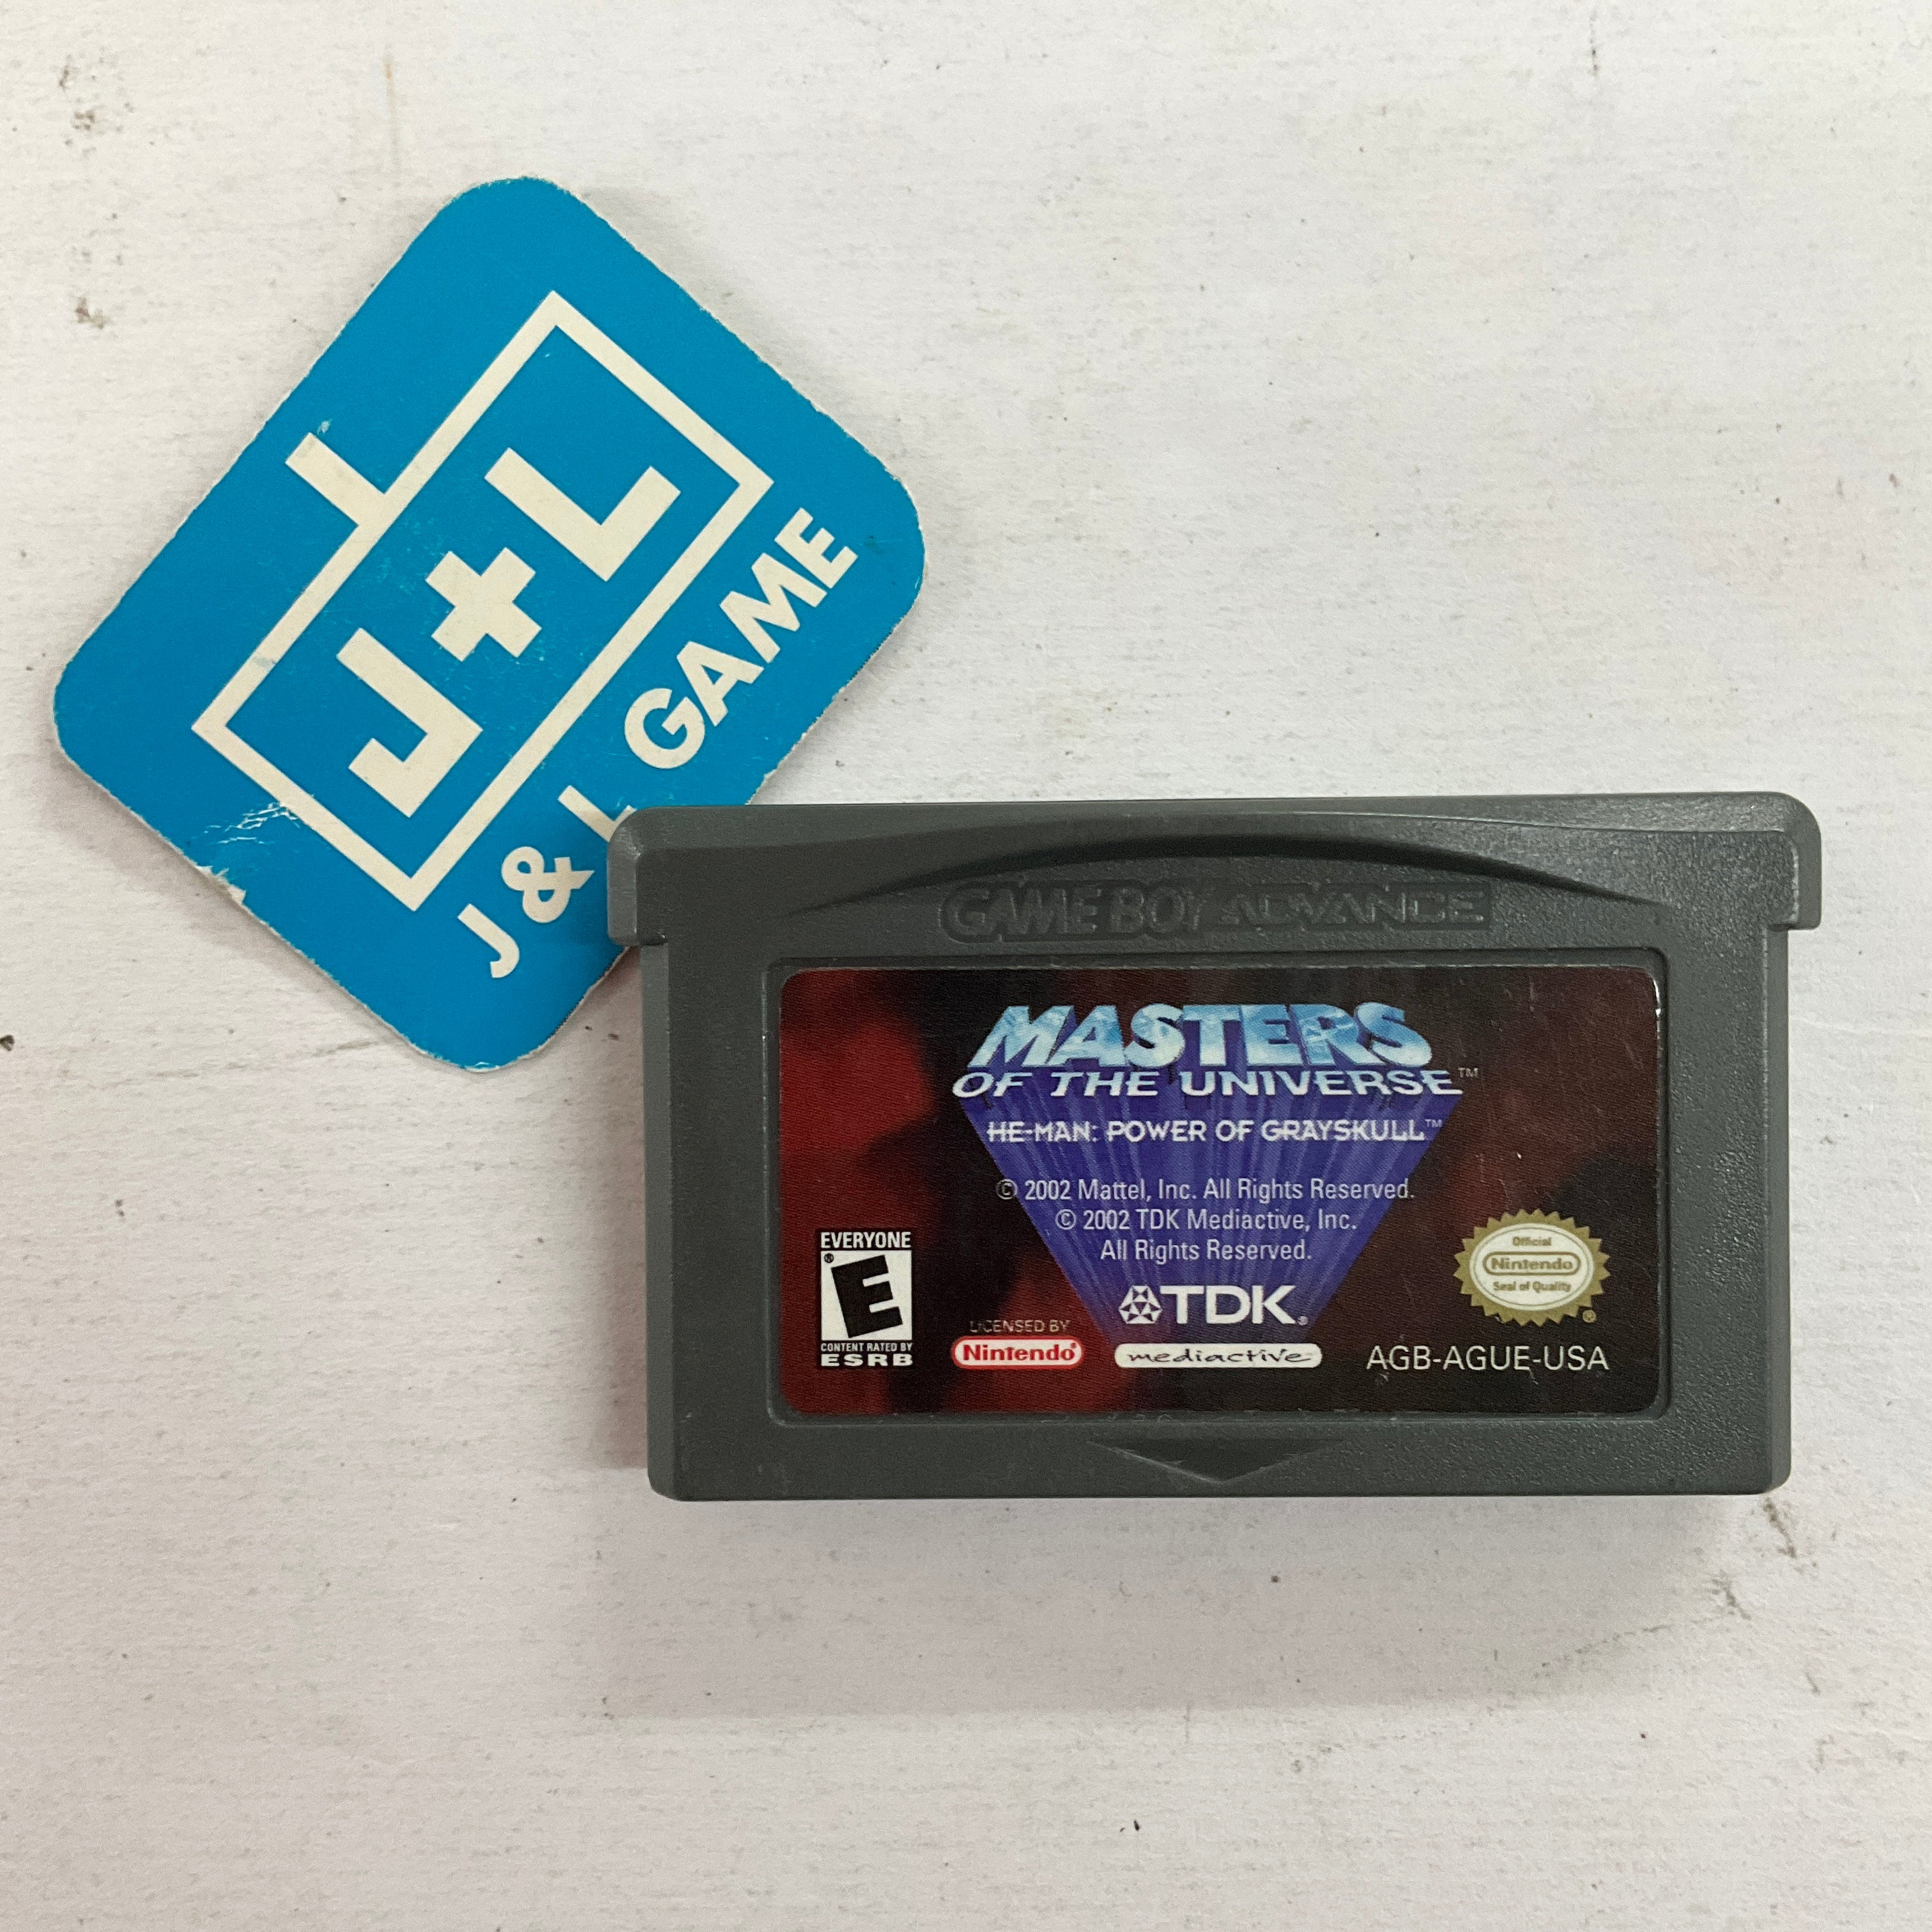 J+L
J & L GAME
GAME BOY ADVANCE
MASTERS
OF THE UNIVERSE™
HE-MAN: POWER OF GRAYSKULL™
© 2002 Mattel, Inc. All Rights Reserved.
© 2002 TDK Mediactive, Inc.
All Rights Reserved.
EVERYONE
E
®
CONTENT RATED BY
ESRB
LICENSED BY
Nintendo®
TDK®
mediactive™
Official
Nintendo
Seal of Quality
®
AGB-AGUE-USA